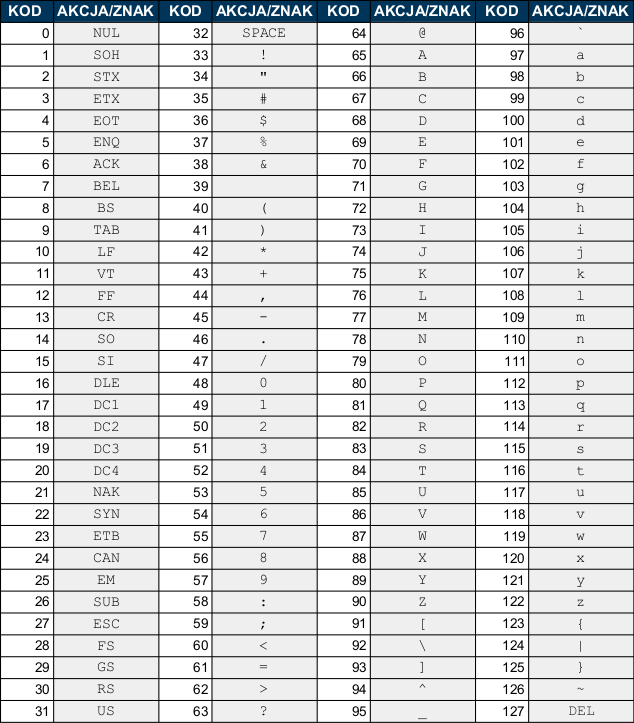 KOD AKCJA/ZNAK KOD AKCJA/ZNAK KOD AKCJA/ZNAK KOD AKCJA/ZNAK
0 NUL 32 SPACE 64 @ 96 `
1 SOH 33 ! 65 A 97 a
2 STX 34 " 66 B 98 b
3 ETX 35 # 67 C 99 c
4 EOT 36 $ 68 D 100 d
5 ENQ 37 % 69 E 101 e
6 ACK 38 & 70 F 102 f
7 BEL 39 71 G 103 g
8 BS 40 ( 72 H 104 h
9 TAB 41 ) 73 I 105 i
10 LF 42 * 74 J 106 j
11 VT 43 + 75 K 107 k
12 FF 44 , 76 L 108 l
13 CR 45 - 77 M 109 m
14 SO 46 . 78 N 110 n
15 SI 47 / 79 O 111 o
16 DLE 48 0 80 P 112 p
17 DC1 49 1 81 Q 113 q
18 DC2 50 2 82 R 114 r
19 DC3 51 3 83 S 115 s
20 DC4 52 4 84 T 116 t
21 NAK 53 5 85 U 117 u
22 SYN 54 6 86 V 118 v
23 ETB 55 7 87 W 119 w
24 CAN 56 8 88 X 120 x
25 EM 57 9 89 Y 121 y
26 SUB 58 : 90 Z 122 z
27 ESC 59 ; 91 [ 123 {
28 FS 60 < 92 \ 124 |
29 GS 61 = 93 ] 125 }
30 RS 62 > 94 ^ 126 ~
31 US 63 ? 95 _ 127 DEL